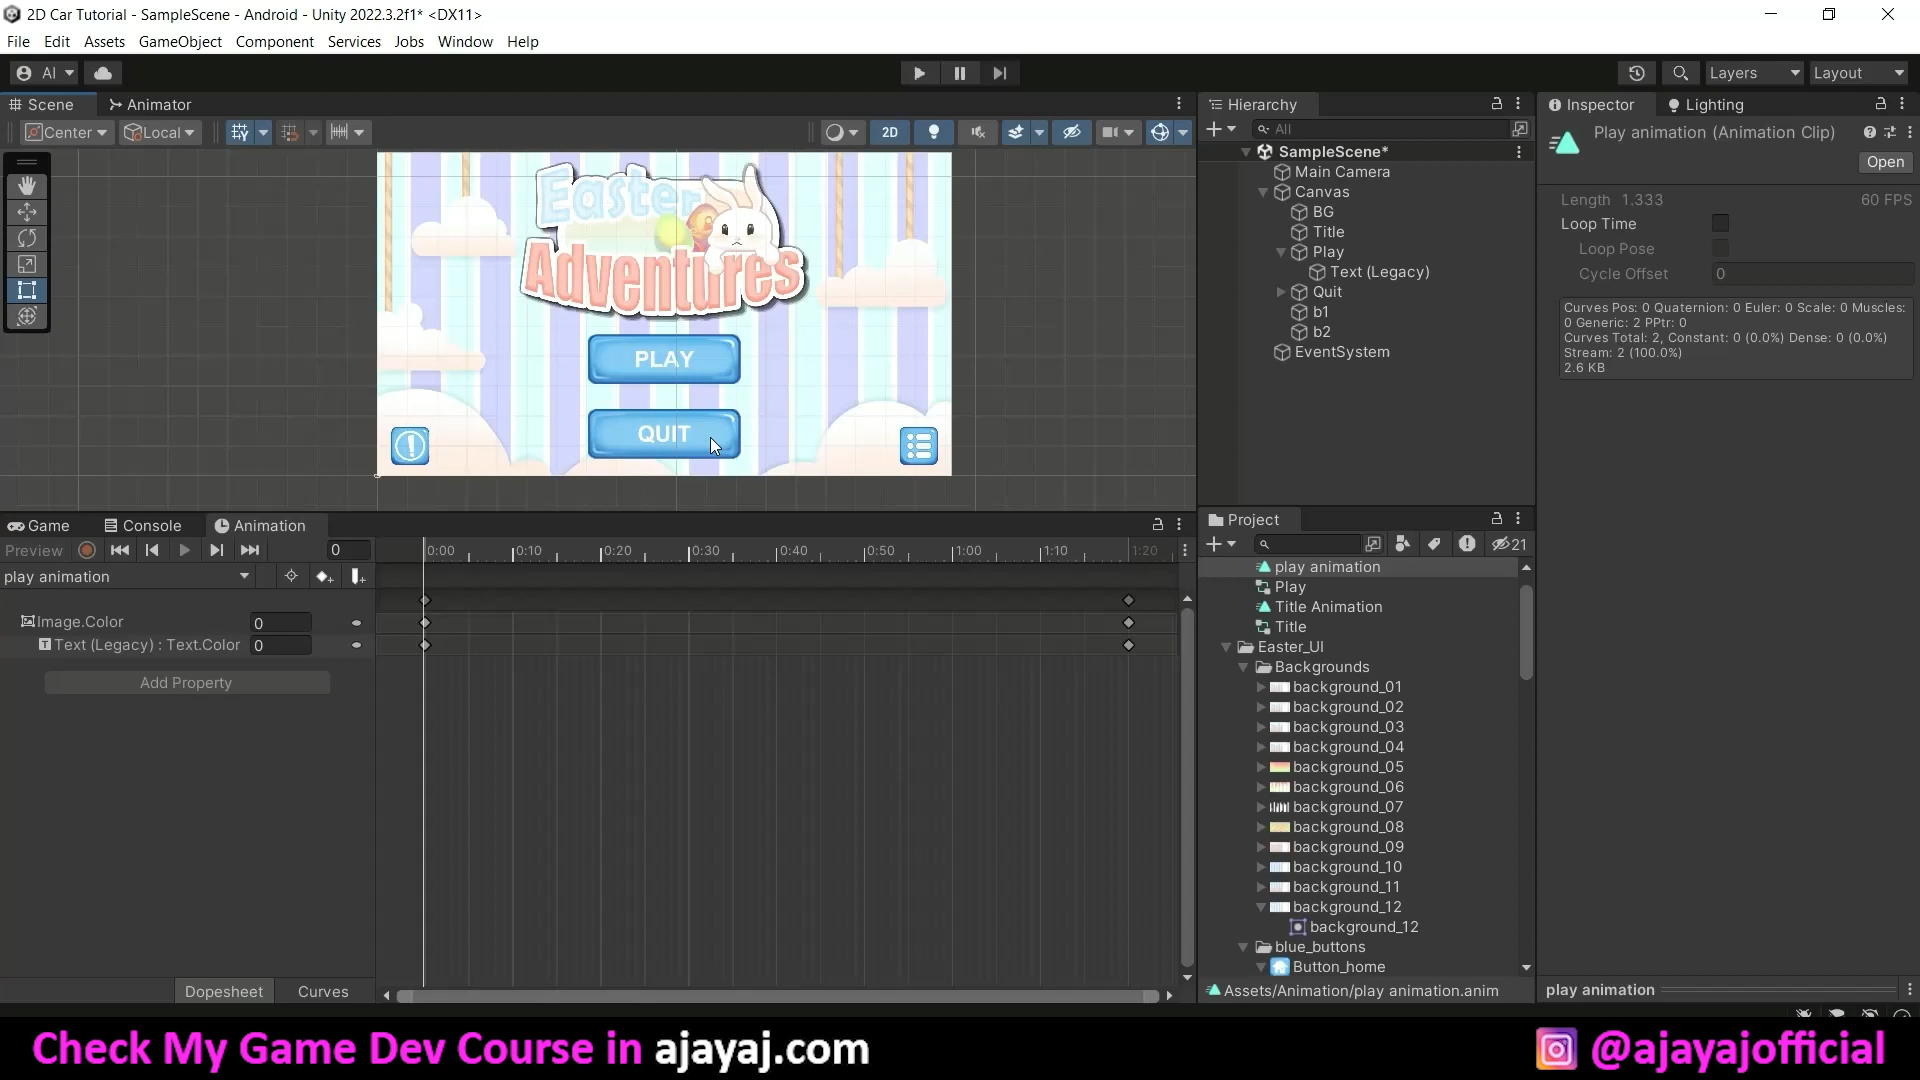 2D Car Tutorial - SampleScene - Android - Unity 2022.3.2f1* <DX11>
File Edit Assets GameObject Component Services Jobs Window Help
AI
Layers
Layout
Scene
Animator
Center
Local
2D
Easter
Adventures
PLAY
QUIT
Hierarchy
All
SampleScene*
Main Camera
Canvas
BG
Title
Play
Text (Legacy)
Quit
b1
b2
EventSystem
Inspector
Lighting
Play animation (Animation Clip)
Open
Length 1.333
60 FPS
Loop Time
Loop Pose
Cycle Offset
0
Curves Pos: 0 Quaternion: 0 Euler: 0 Scale: 0 Muscles:
0 Generic: 2 PPtr: 0
Curves Total: 2, Constant: 0 (0.0%) Dense: 0 (0.0%)
Stream: 2 (100.0%)
2.6 KB
Game
Console
Animation
Preview
0
0:00
0:10
0:20
0:30
0:40
0:50
1:00
1:10
1:20
play animation
Image.Color
0
Text (Legacy) : Text.Color
0
Add Property
Dopesheet
Curves
Project
21
play animation
Play
Title Animation
Title
Easter_UI
Backgrounds
background_01
background_02
background_03
background_04
background_05
background_06
background_07
background_08
background_09
background_10
background_11
background_12
background_12
blue_buttons
Button_home
Assets/Animation/play animation.anim
play animation
Check My Game Dev Course in ajayaj.com
@ajayajofficial